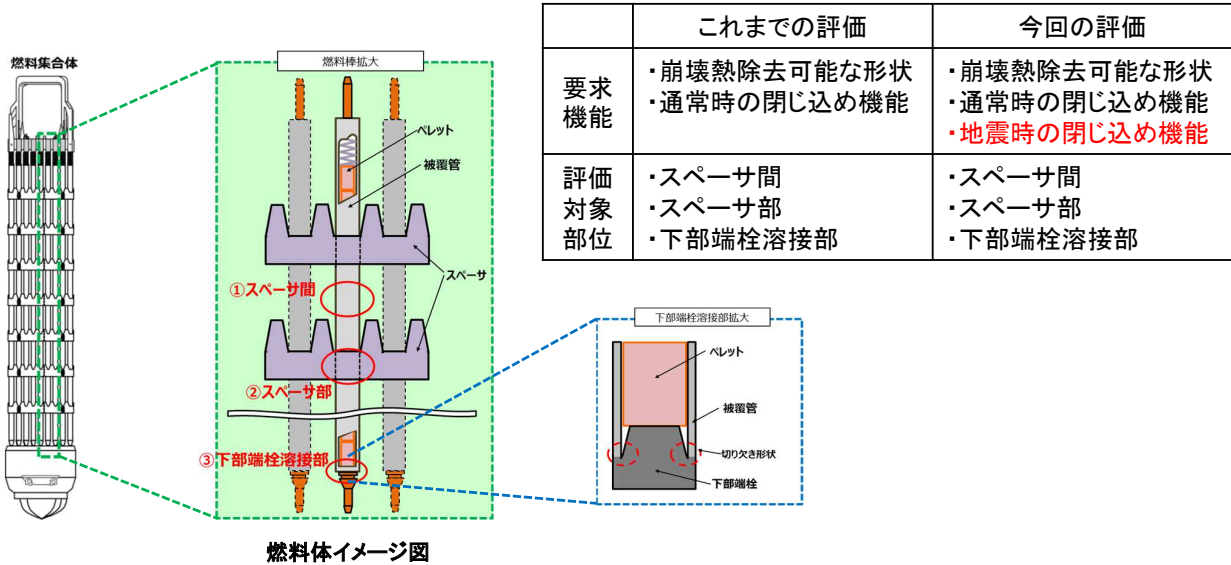 これまでの評価
今回の評価
要求
機能
・崩壊熱除去可能な形状
・通常時の閉じ込め機能
・崩壊熱除去可能な形状
・通常時の閉じ込め機能
・地震時の閉じ込め機能
評価
対象
部位
・スペーサ間
・スペーサ部
・下部端栓溶接部
・スペーサ間
・スペーサ部
・下部端栓溶接部
燃料集合体
燃料棒拡大
ペレット
被覆管
スペーサ
①スペーサ間
②スペーサ部
③下部端栓溶接部
下部端栓溶接部拡大
ペレット
被覆管
切り欠き形状
下部端栓
燃料体イメージ図